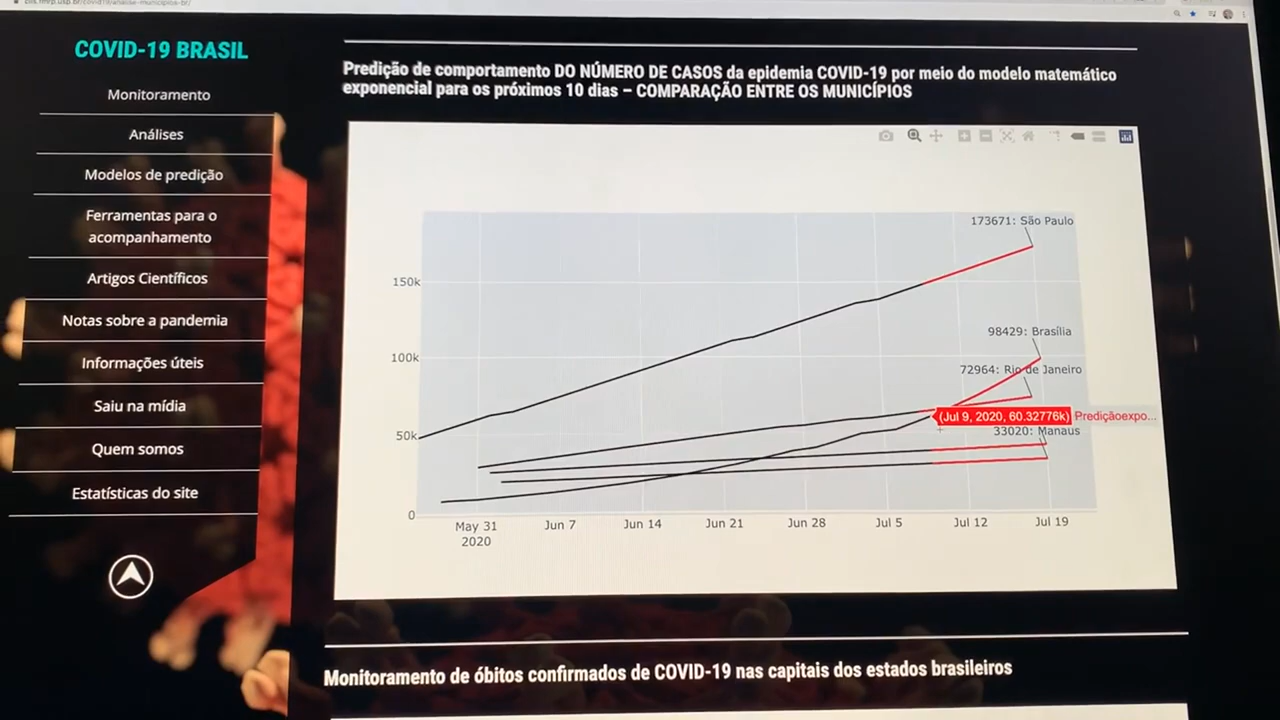 COVID-19 BRASIL
Monitoramento
Análises
Modelos de predição
Ferramentas para o
acompanhamento
Artigos Científicos
Notas sobre a pandemia
Informações úteis
Saiu na mídia
Quem somos
Estatísticas do site
Predição de comportamento DO NÚMERO DE CASOS da epidemia COVID-19 por meio do modelo matemático
exponencial para os próximos 10 dias – COMPARAÇÃO ENTRE OS MUNICÍPIOS
173671: São Paulo
150k
98429: Brasília
100k
72964: Rio de Janeiro
(Jul 9, 2020, 60.32776k) Prediçãoexpo...
33020: Manaus
50k
0
May 31
2020
Jun 7
Jun 14
Jun 21
Jun 28
Jul 5
Jul 12
Jul 19
Monitoramento de óbitos confirmados de COVID-19 nas capitais dos estados brasileiros